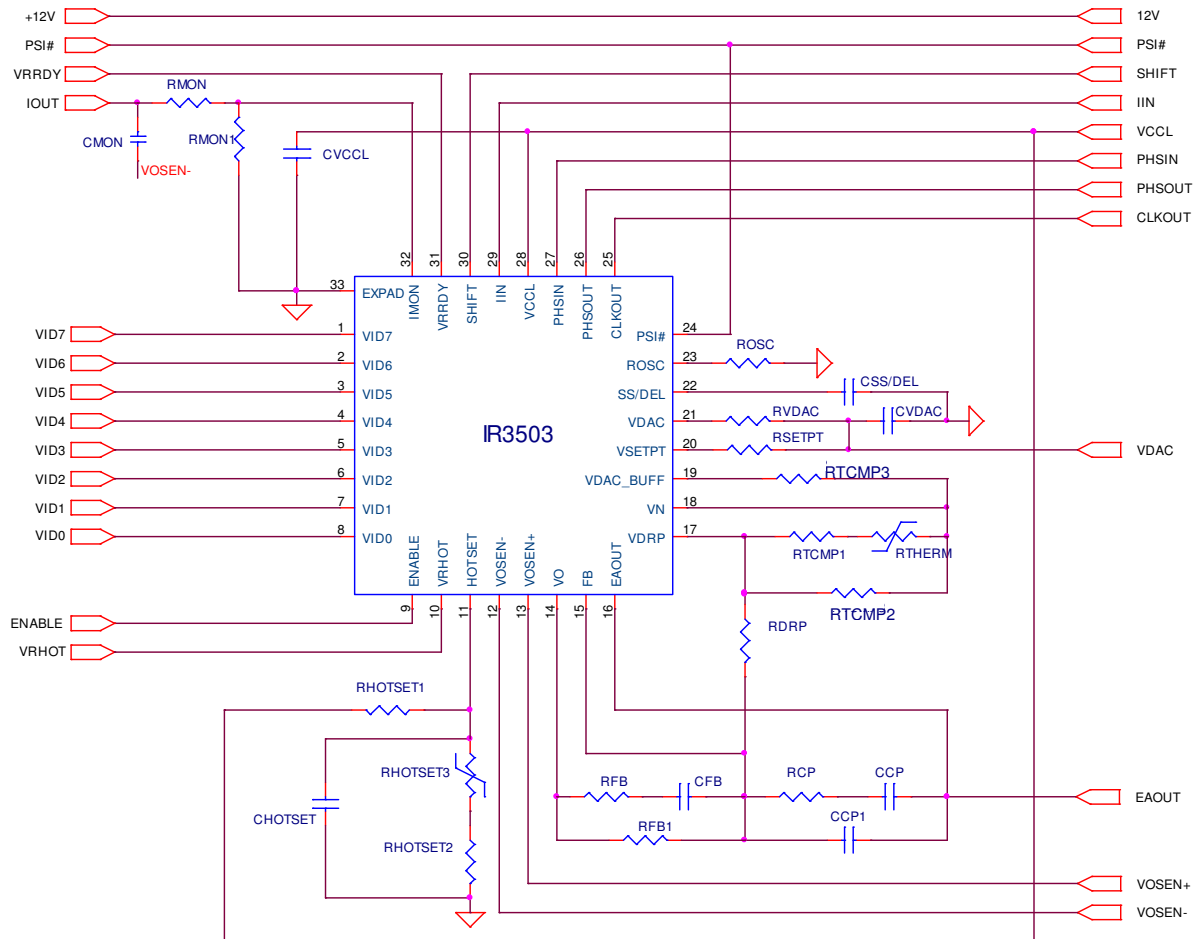 +12V
12V
PSI#
PSI#
VRRDY
SHIFT
RMON
IOUT
IIN
CMON
RMON1
VCCL
CVCCL
VOSEN-
PHSIN
PHSOUT
CLKOUT
32
31
30
29
28
27
26
25
33
EXPAD
IMON
VRRDY
SHIFT
IIN
VCCL
PHSIN
PHSOUT
CLKOUT
VID7
1
VID7
PSI#
24
VID6
2
VID6
ROSC
23
ROSC
VID5
3
VID5
SS/DEL
22
CSS/DEL
VID4
4
VID4
VDAC
21
RVDAC
CVDAC
IR3503
VID3
5
VID3
VSETPT
20
RSETPT
VDAC
VID2
6
VID2
VDAC_BUFF
19
RTCMP3
VID1
7
VID1
VN
18
VID0
8
VID0
VDRP
17
RTCMP1
RTHERM
ENABLE
VRHOT
HOTSET
VOSEN-
VOSEN+
VO
FB
EAOUT
9
10
11
12
13
14
15
16
RTCMP2
ENABLE
RDRP
VRHOT
RHOTSET1
RHOTSET3
RFB
CFB
RCP
CCP
EAOUT
CHOTSET
RFB1
CCP1
RHOTSET2
VOSEN+
VOSEN-